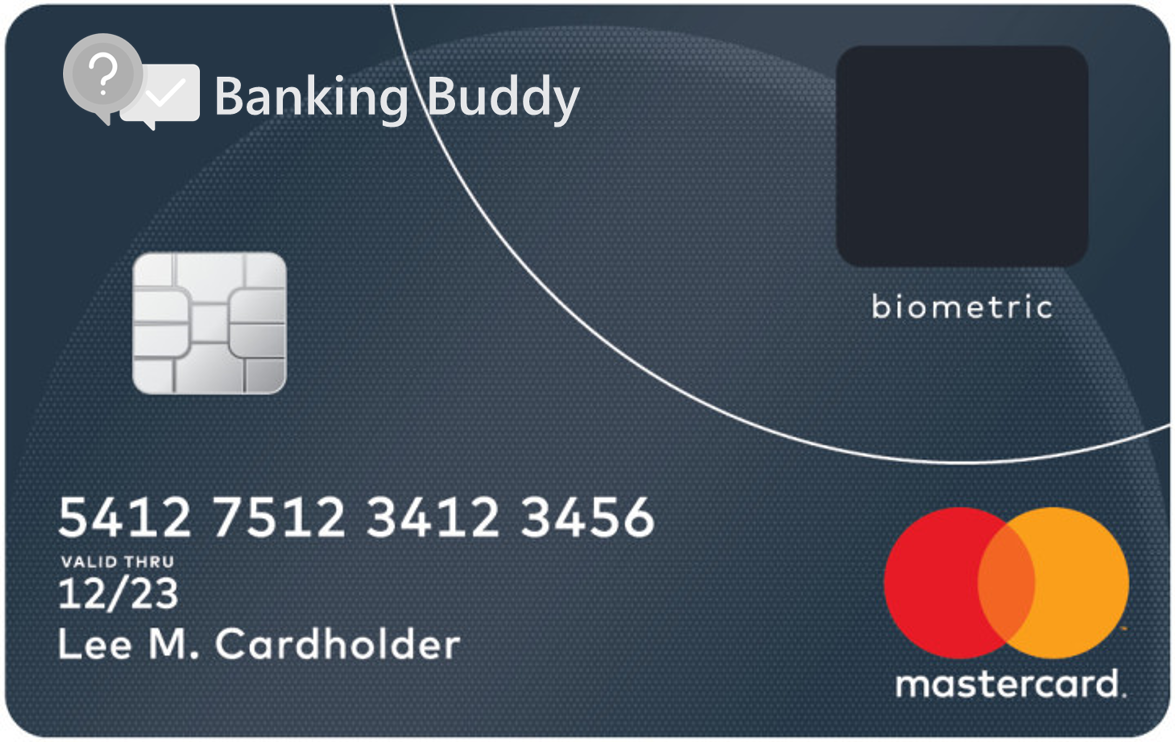 ?
Banking Buddy
biometric
5412 7512 3412 3456
VALID THRU
12/23
Lee M. Cardholder
mastercard.